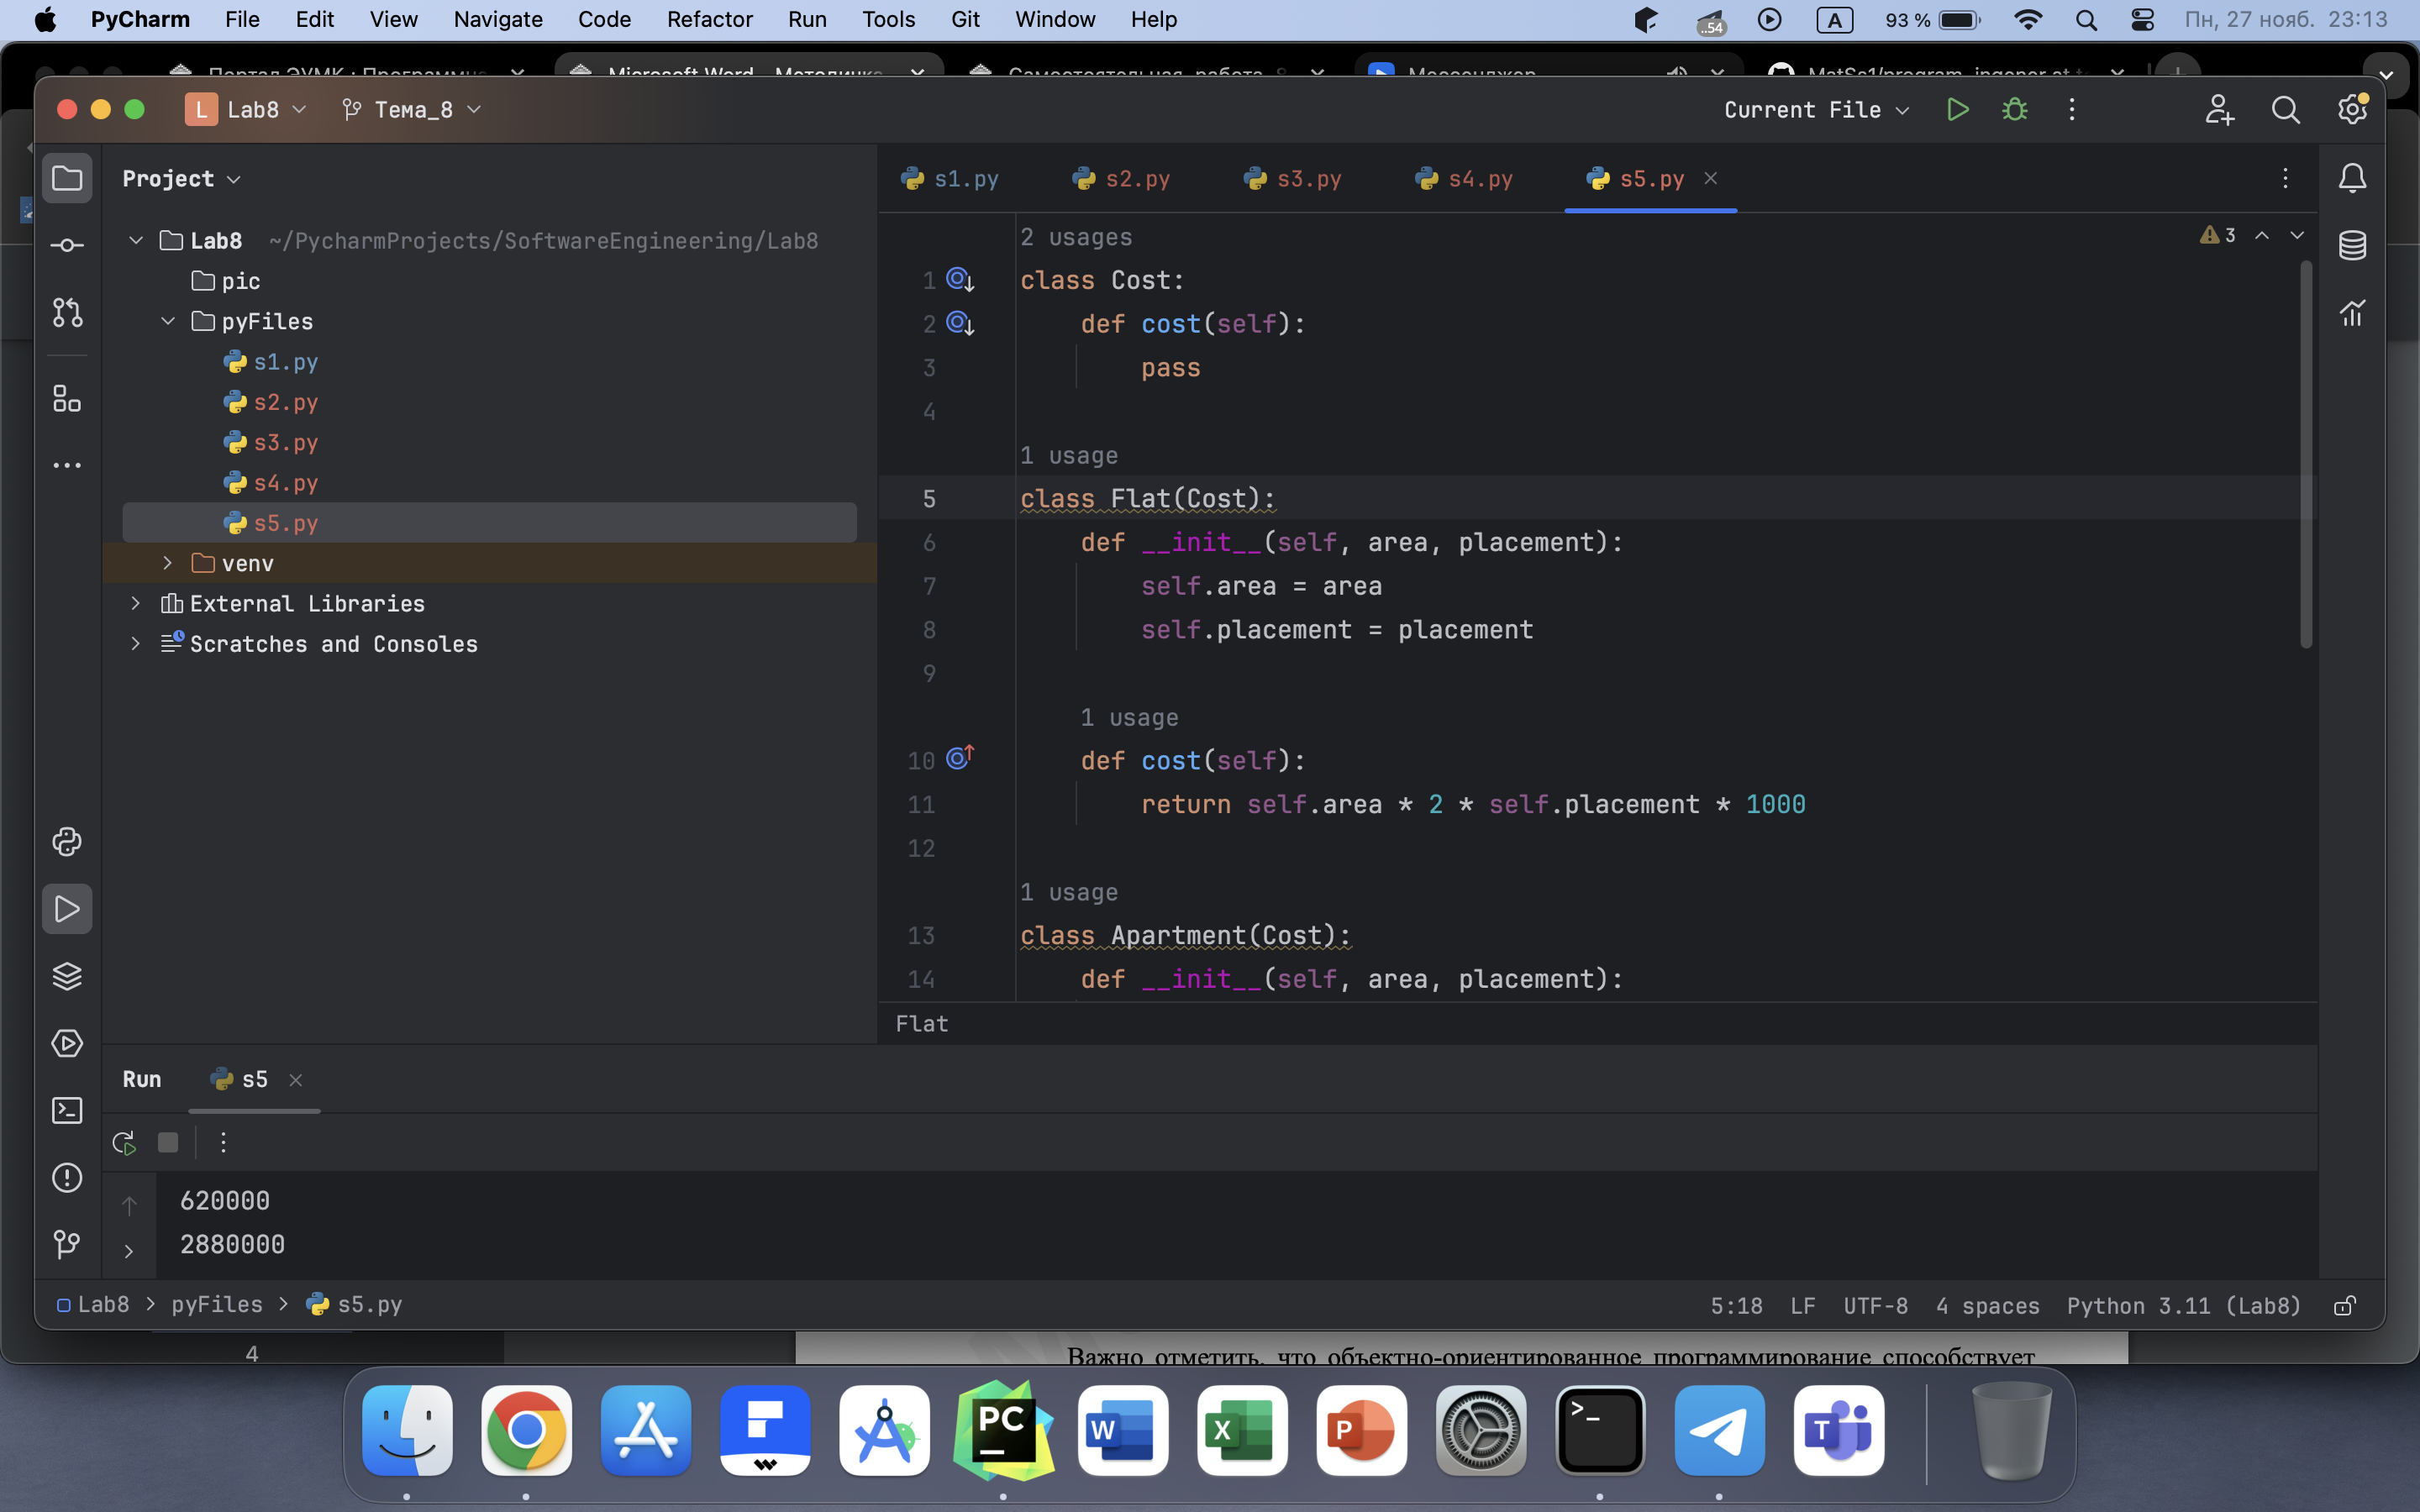 PyCharm File Edit View Navigate Code Refactor Run Tools Git Window Help ..54 A 93 % Пн, 27 нояб. 23:13
L Lab8 Тема_8 Current File
Project
s1.py s2.py s3.py s4.py s5.py
Lab8 ~/PycharmProjects/SoftwareEngineering/Lab8
pic
pyFiles
s1.py
s2.py
s3.py
s4.py
s5.py
venv
External Libraries
Scratches and Consoles
3
2 usages
1 class Cost:
2 def cost(self):
3 pass
4
1 usage
5 class Flat(Cost):
6 def __init__(self, area, placement):
7 self.area = area
8 self.placement = placement
9
1 usage
10 def cost(self):
11 return self.area * 2 * self.placement * 1000
12
1 usage
13 class Apartment(Cost):
14 def __init__(self, area, placement):
Flat
Run s5
620000
2880000
Lab8 > pyFiles > s5.py 5:18 LF UTF-8 4 spaces Python 3.11 (Lab8)
4
Важно отметить, что объектно-ориентированное программирование способствует
PC W X P >_ T